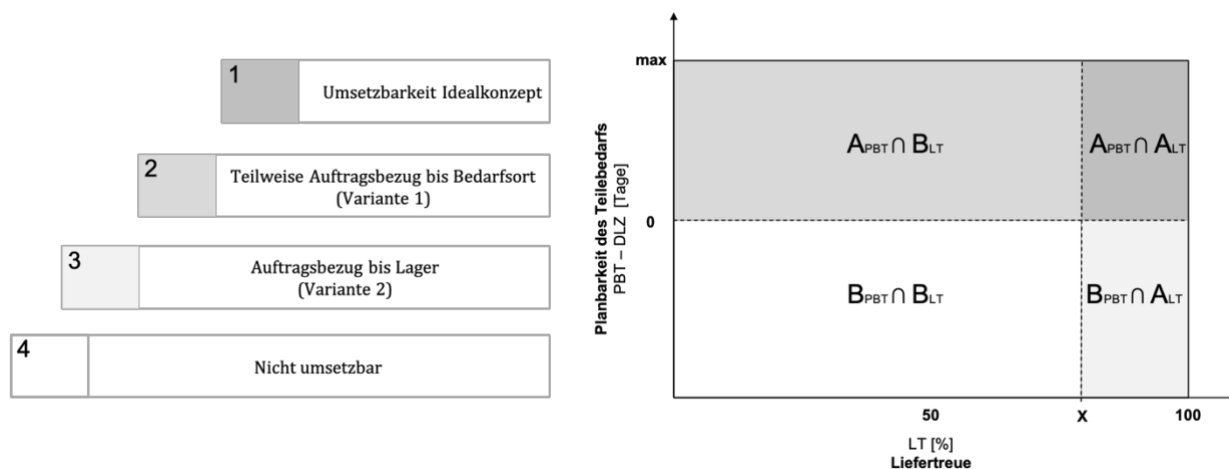 1
Umsetzbarkeit Idealkonzept
2
Teilweise Auftragsbezug bis Bedarfsort
(Variante 1)
3
Auftragsbezug bis Lager
(Variante 2)
4
Nicht umsetzbar
Planbarkeit des Teilebedarfs
PBT – DLZ [Tage]
max
0
APBT ∩ BLT
APBT ∩ ALT
BPBT ∩ BLT
BPBT ∩ ALT
50
X
100
LT [%]
Liefertreue